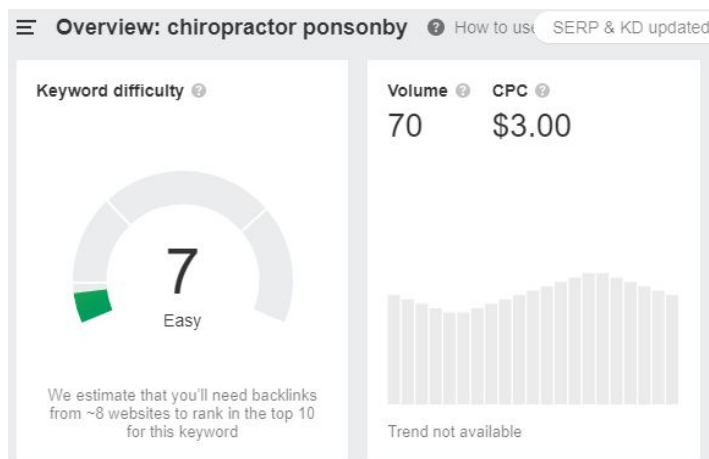 Overview: chiropractor ponsonby ? How to use SERP & KD updated
Keyword difficulty ?
7
Easy
We estimate that you'll need backlinks
from ~8 websites to rank in the top 10
for this keyword
Volume ? CPC ?
70 $3.00
Trend not available